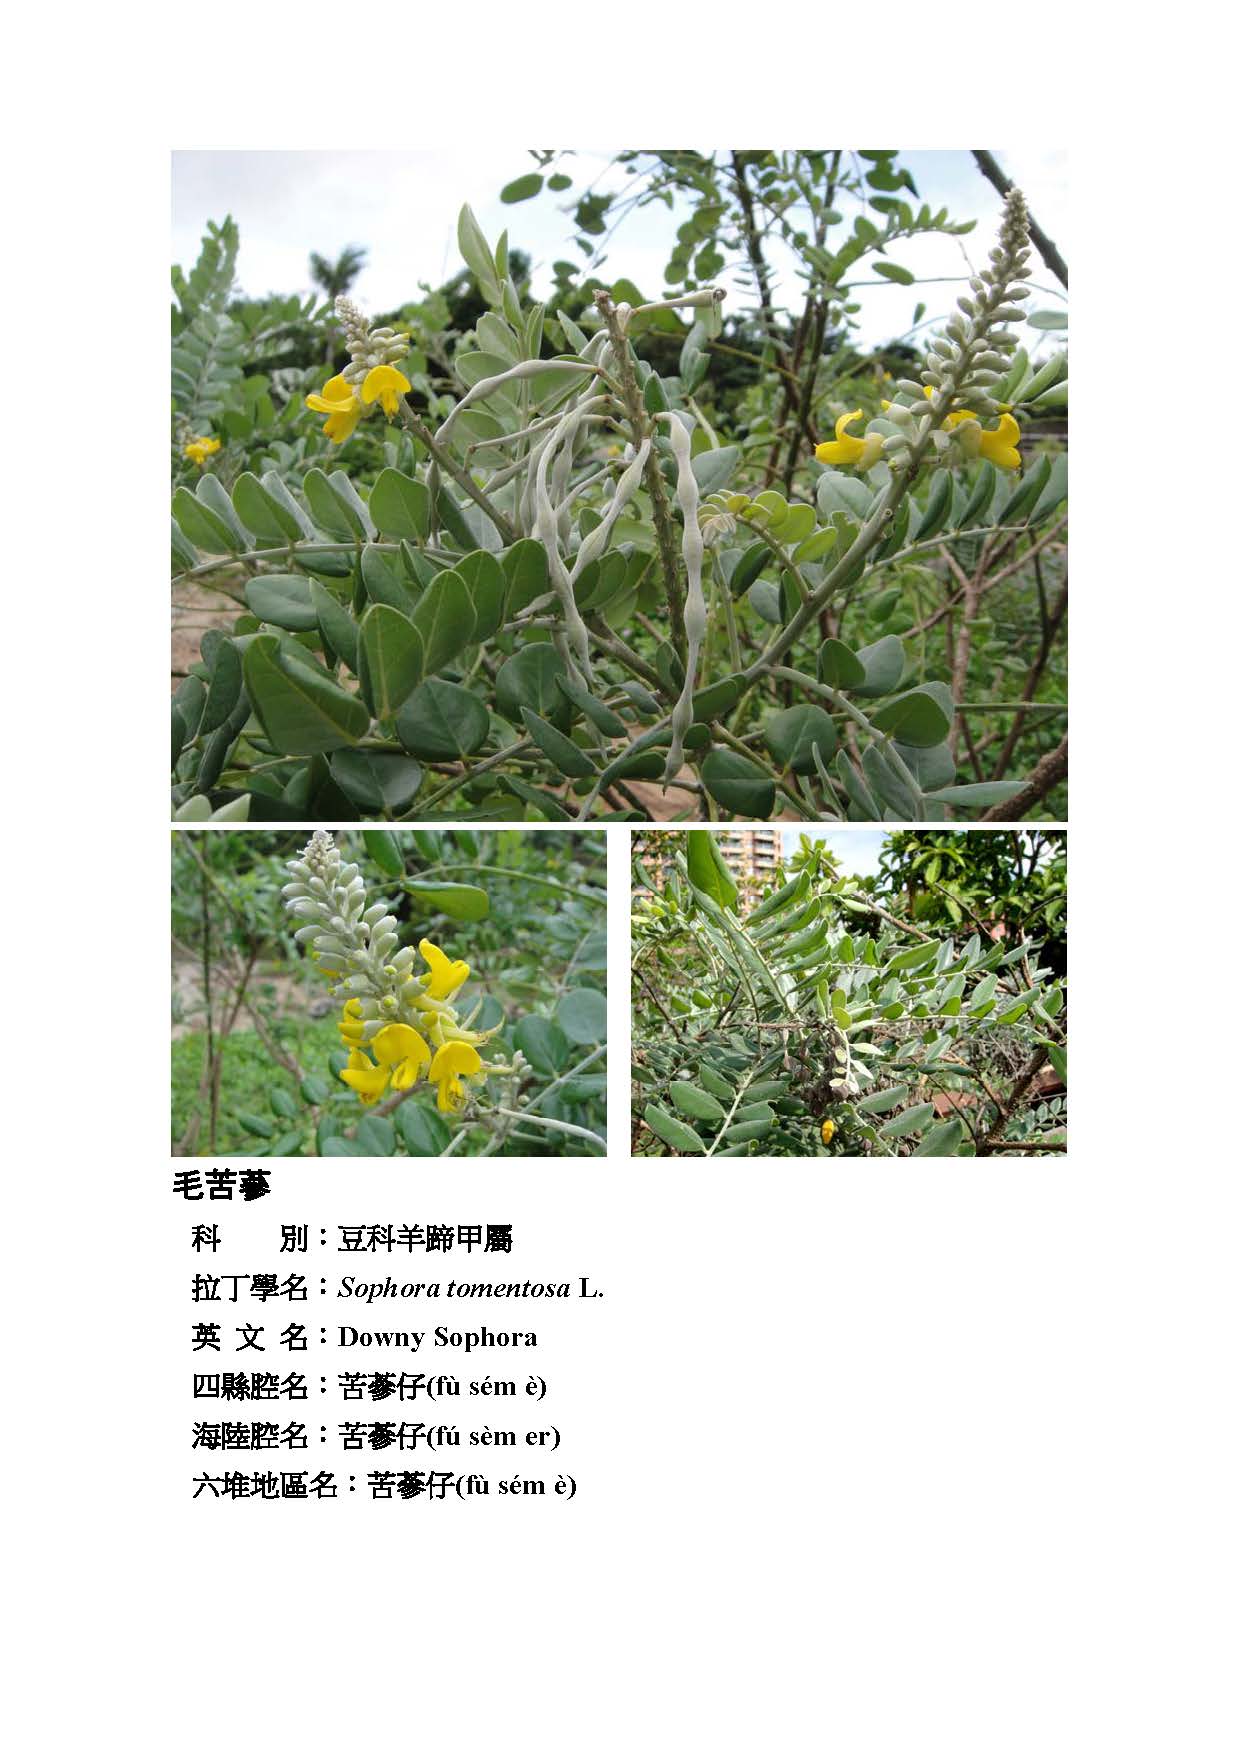 毛苦蔘
科　　別：豆科羊蹄甲屬
拉丁學名：Sophora tomentosa L.
英 文 名：Downy Sophora
四縣腔名：苦蔘仔(fù sém è)
海陸腔名：苦蔘仔(fú sèm er)
六堆地區名：苦蔘仔(fù sém è)